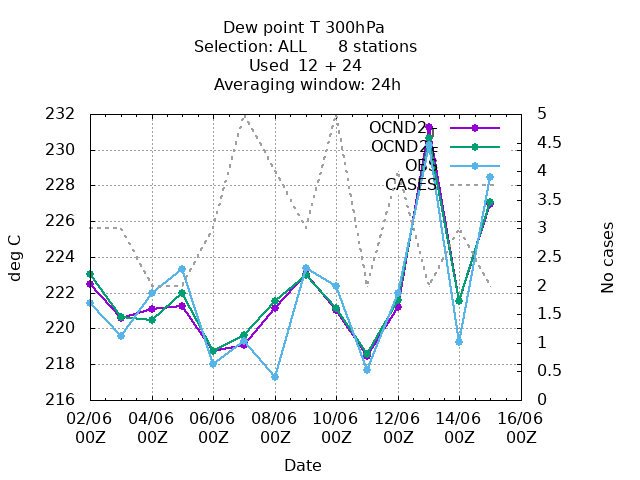 Dew point T 300hPa
Selection: ALL 8 stations
Used 12 + 24
Averaging window: 24h
232
230
228
226
224
222
220
218
216
deg C
5
4.5
4
3.5
3
2.5
2
1.5
1
0.5
0
No cases
OBS
CASES
02/06 04/06 06/06 08/06 10/06 12/06 14/06 16/06
00Z 00Z 00Z 00Z 00Z 00Z 00Z 00Z
Date